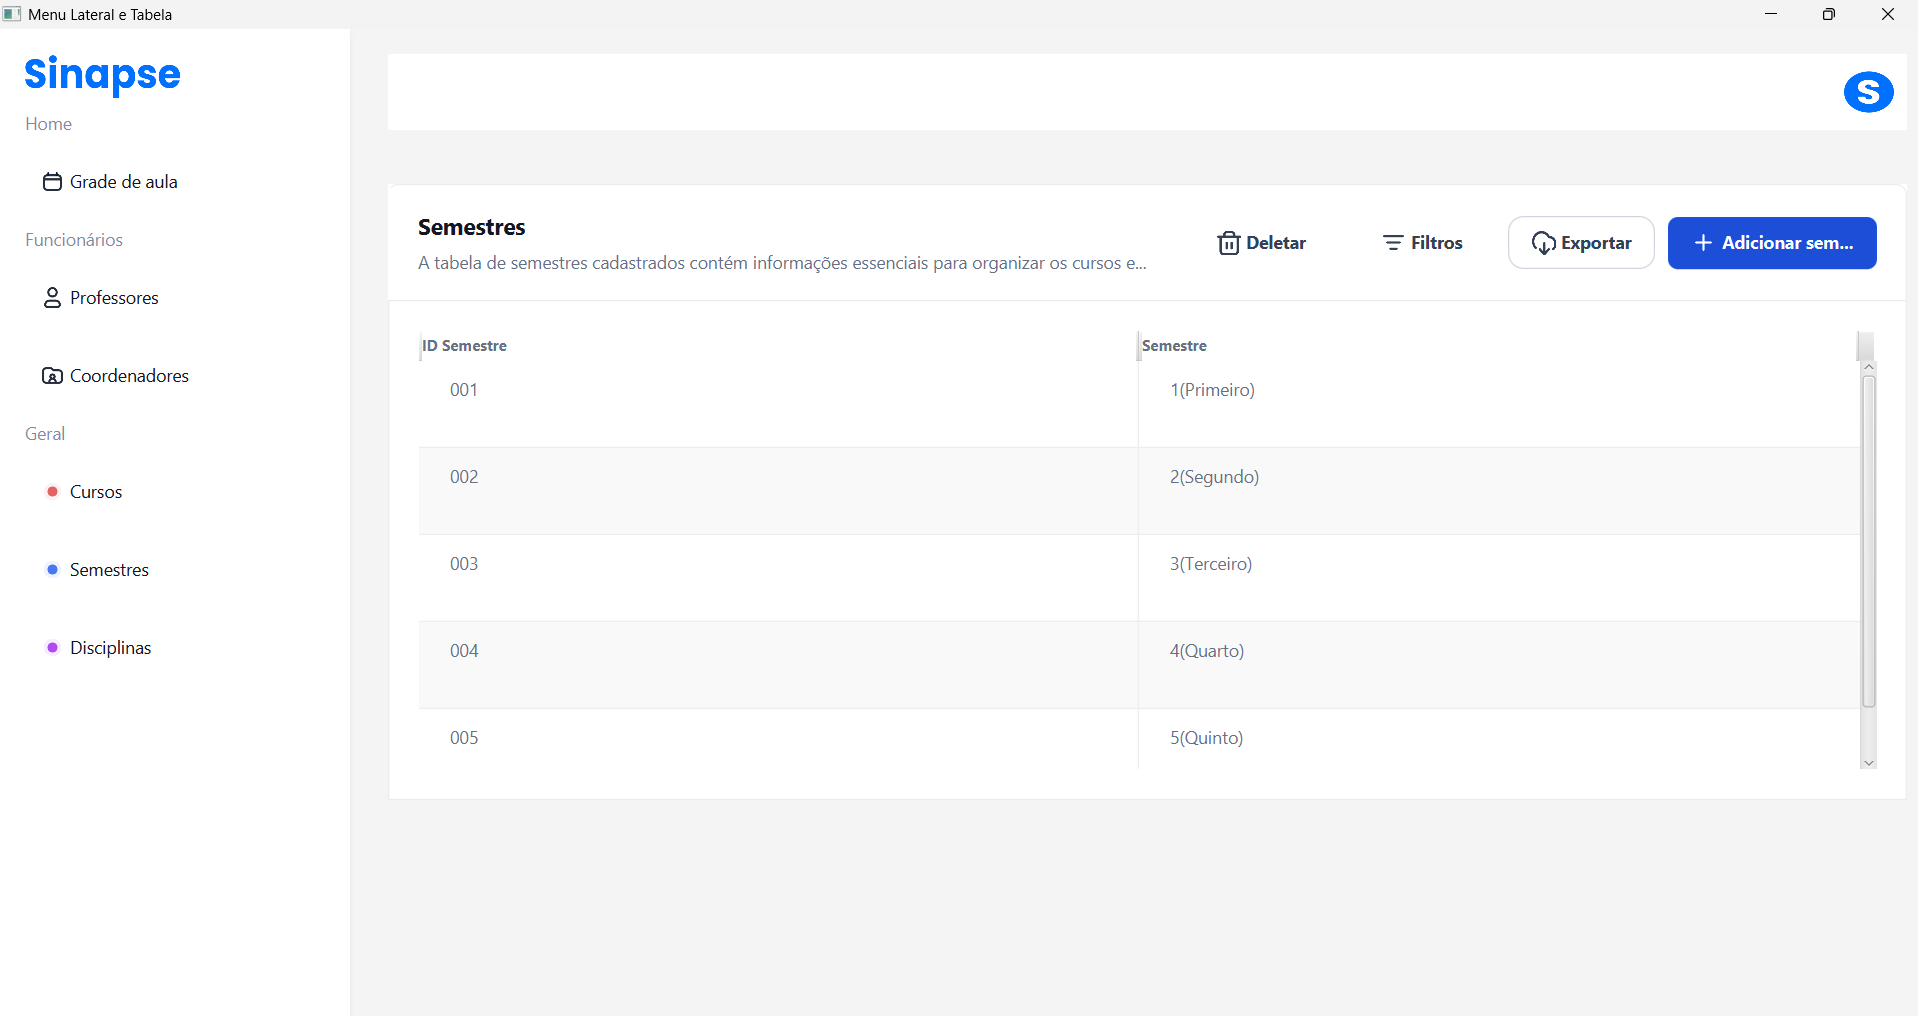 Menu Lateral e Tabela
Sinapse
Home
Grade de aula
Funcionários
Professores
Coordenadores
Geral
Cursos
Semestres
Disciplinas
S
Semestres
A tabela de semestres cadastrados contém informações essenciais para organizar os cursos e...
Deletar
Filtros
Exportar
+ Adicionar sem...
ID Semestre Semestre
001 1(Primeiro)
002 2(Segundo)
003 3(Terceiro)
004 4(Quarto)
005 5(Quinto)